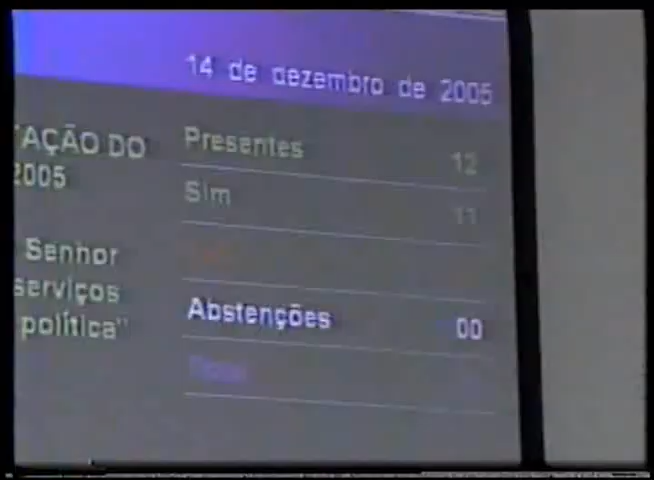 14 de dezembro de 2005
TAÇÃO DO
2005
Senhor
serviços
política"
Presentes 12
Sim 11
Abstenções 00